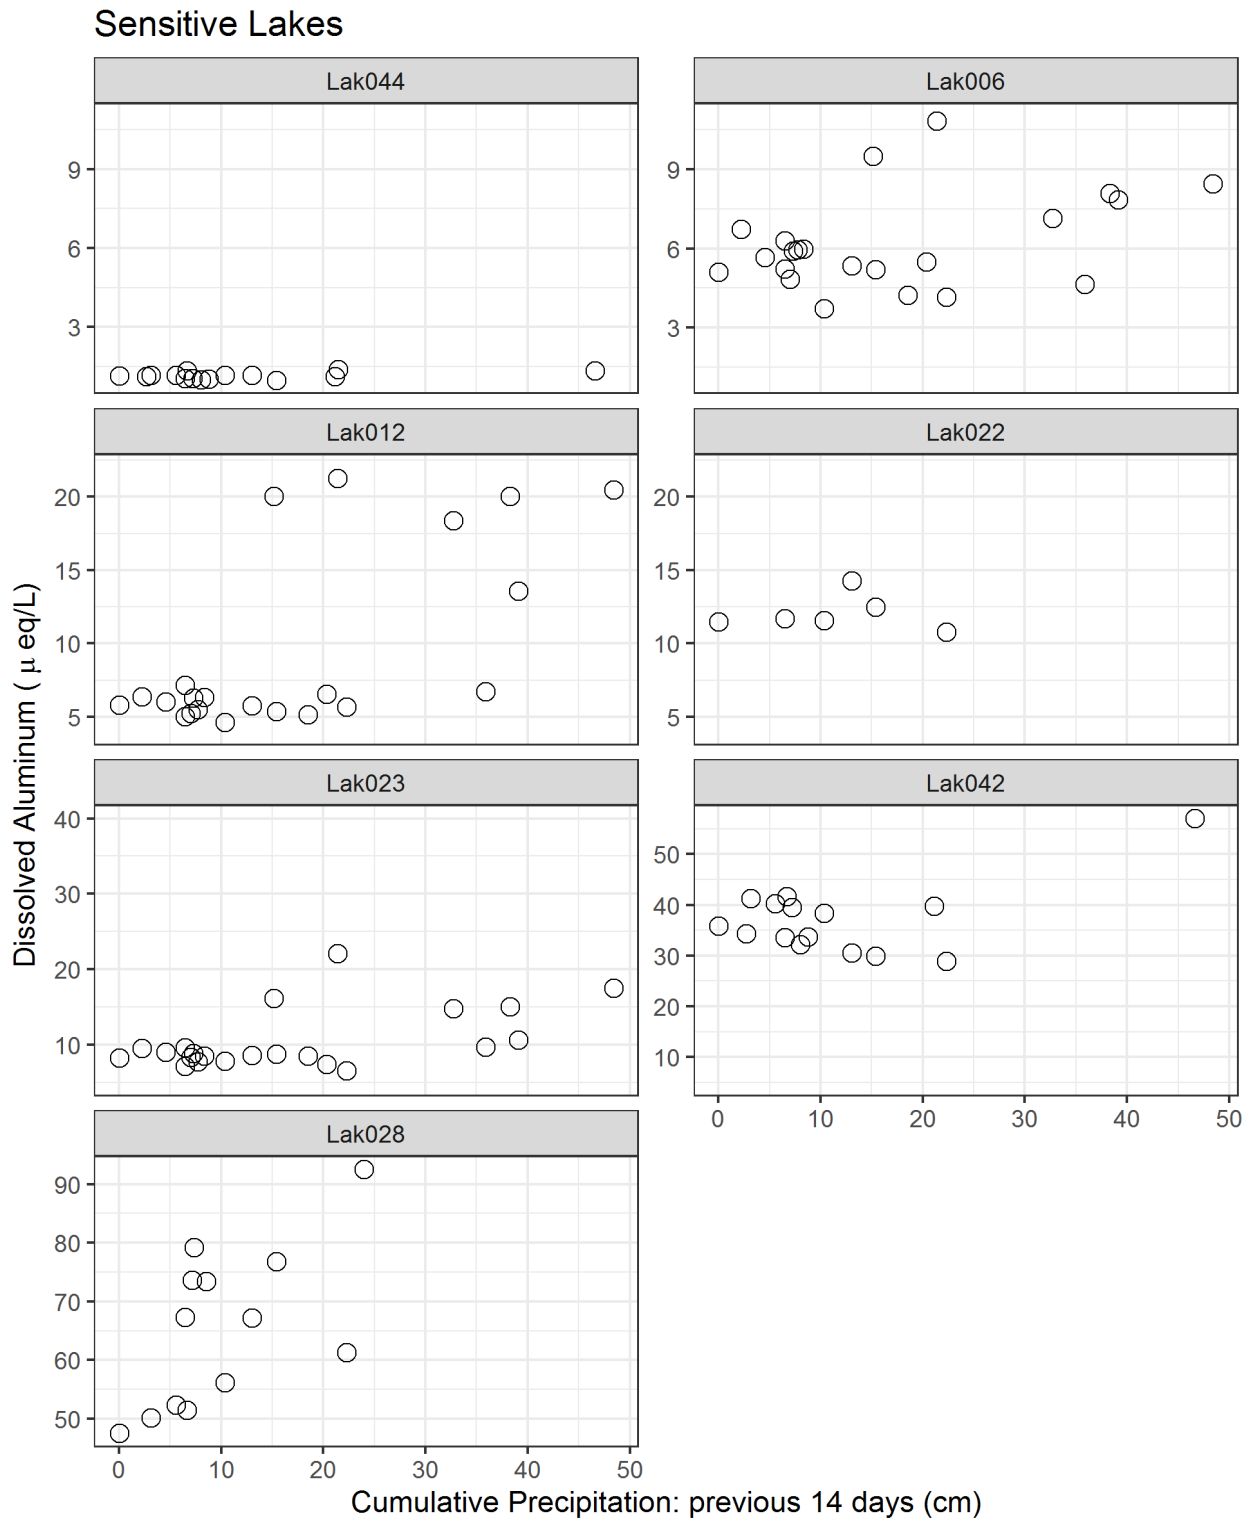 Sensitive Lakes
Lak044
Lak006
9
6
3
9
6
3
Lak012
Lak022
20
15
10
5
20
15
10
5
Lak023
Lak042
40
30
20
10
50
40
30
20
10
0 10 20 30 40 50
Lak028
90
80
70
60
50
0 10 20 30 40 50
Dissolved Aluminum ( μ eq/L)
Cumulative Precipitation: previous 14 days (cm)